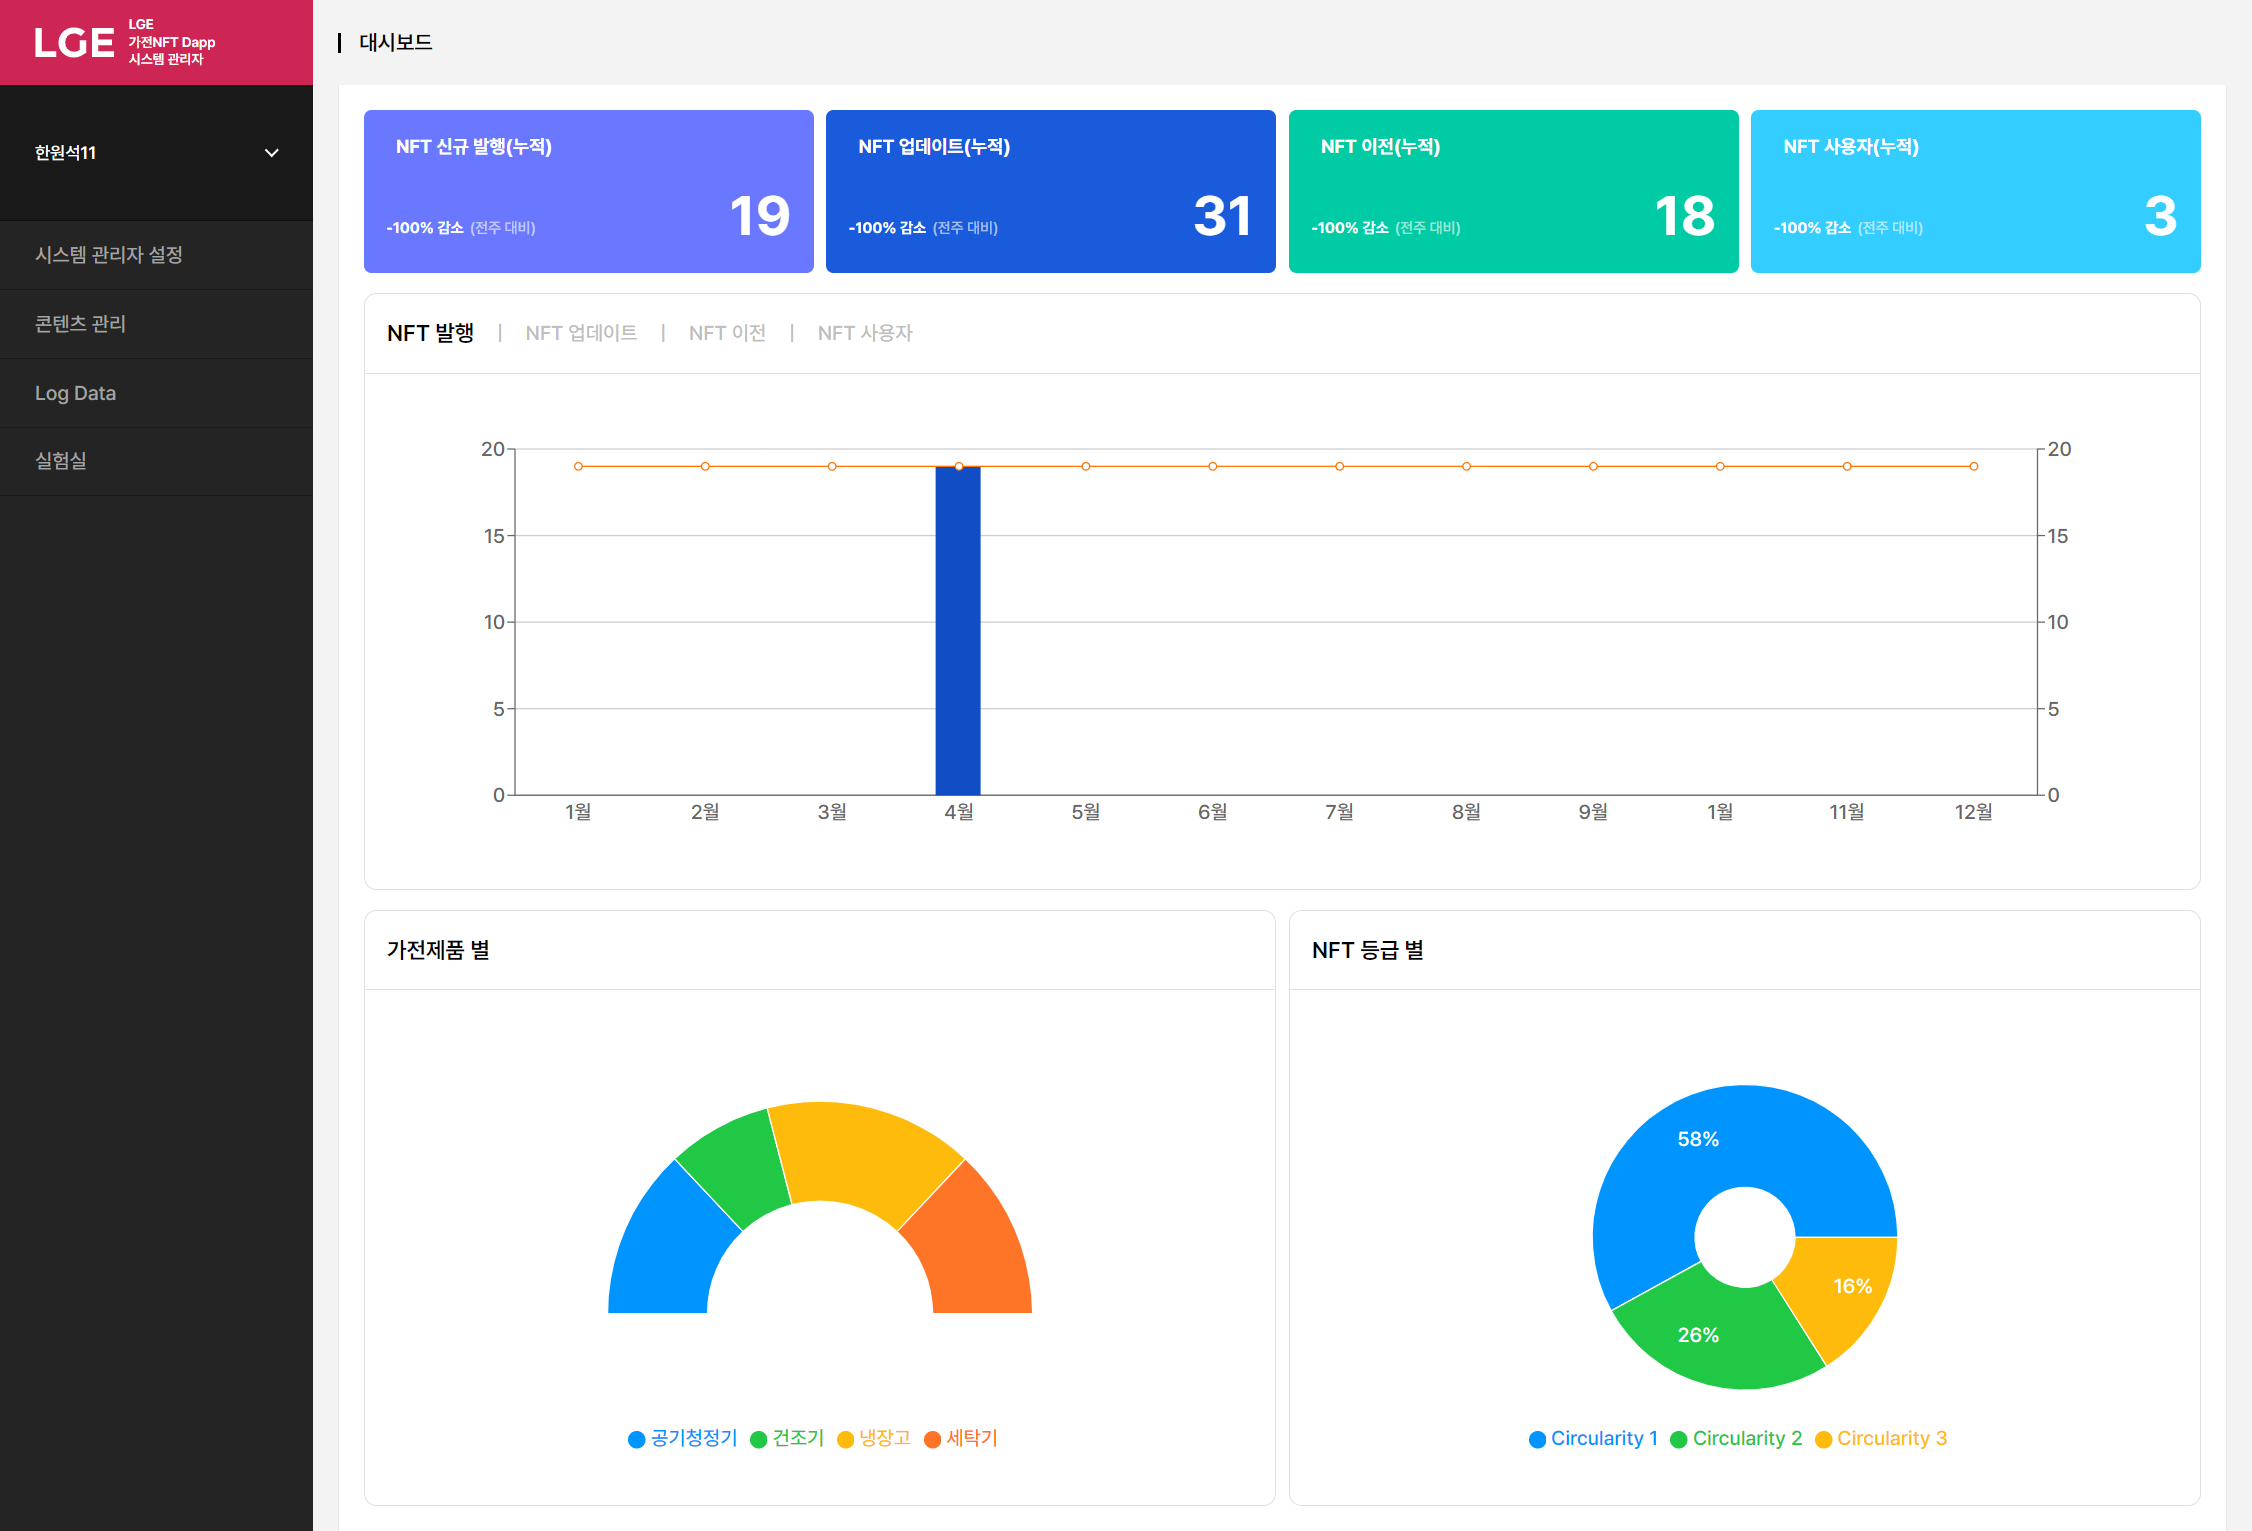 LGE
LGE
가전NFT Dapp
시스템 관리자
한원석11
시스템 관리자 설정
콘텐츠 관리
Log Data
실험실
대시보드
NFT 신규 발행(누적)
-100% 감소 (전주 대비)
19
NFT 업데이트(누적)
-100% 감소 (전주 대비)
31
NFT 이전(누적)
-100% 감소 (전주 대비)
18
NFT 사용자(누적)
-100% 감소 (전주 대비)
3
NFT 발행 | NFT 업데이트 | NFT 이전 | NFT 사용자
20 20
15 15
10 10
5 5
0 0
1월 2월 3월 4월 5월 6월 7월 8월 9월 1월 11월 12월
가전제품 별
공기청정기 건조기 냉장고 세탁기
NFT 등급 별
58%
16%
26%
Circularity 1 Circularity 2 Circularity 3